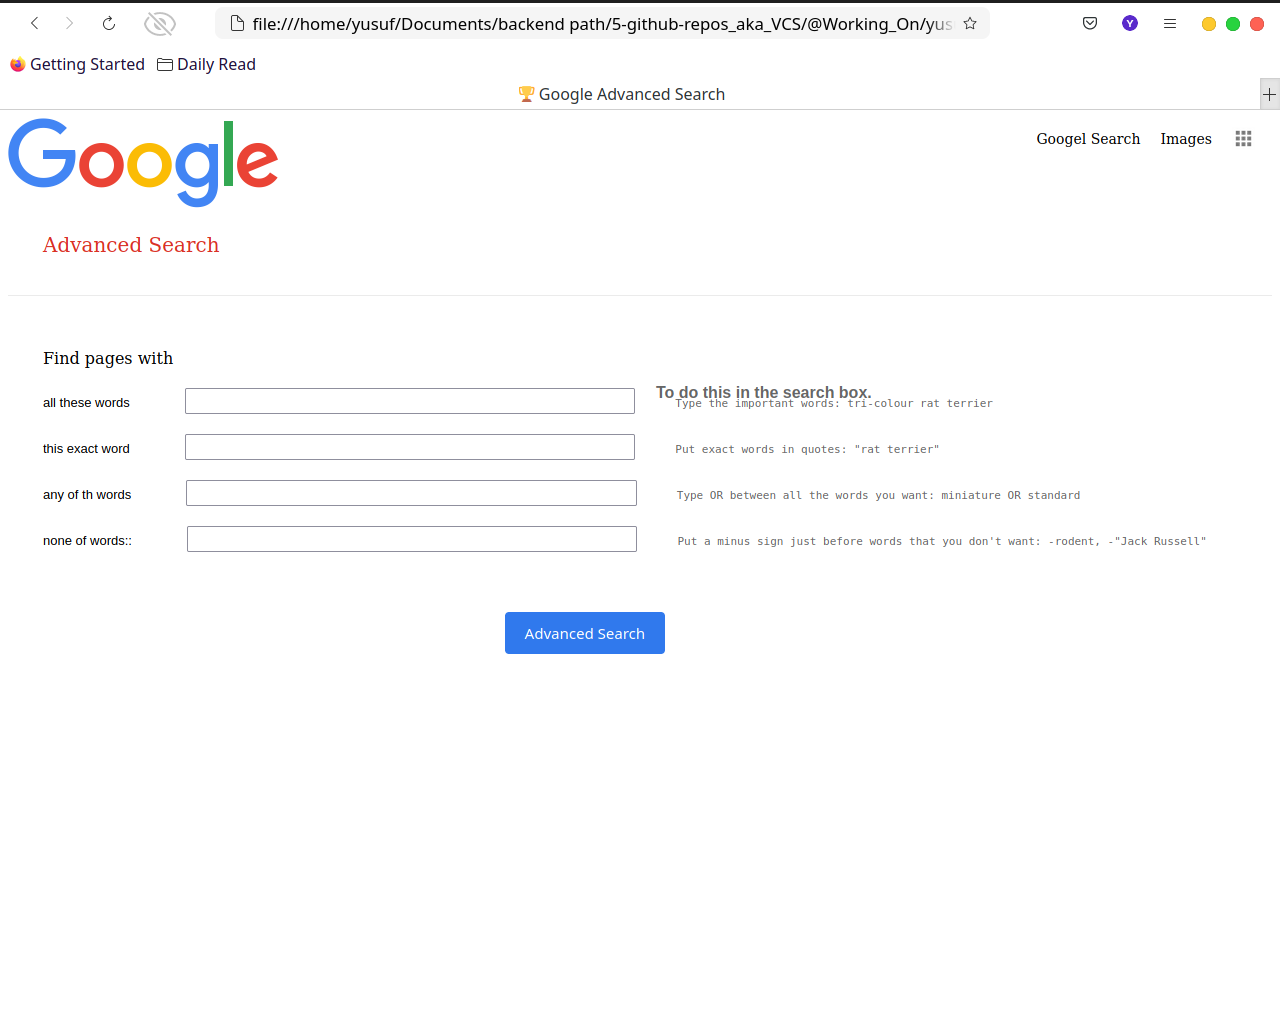 file:///home/yusuf/Documents/backend path/5-github-repos_aka_VCS/@Working_On/yus
Y
Getting Started Daily Read
Google Advanced Search
Google
Googel Search Images
Advanced Search
Find pages with
To do this in the search box.
all these words Type the important words: tri-colour rat terrier
this exact word Put exact words in quotes: "rat terrier"
any of th words Type OR between all the words you want: miniature OR standard
none of words:: Put a minus sign just before words that you don't want: -rodent, -"Jack Russell"
Advanced Search